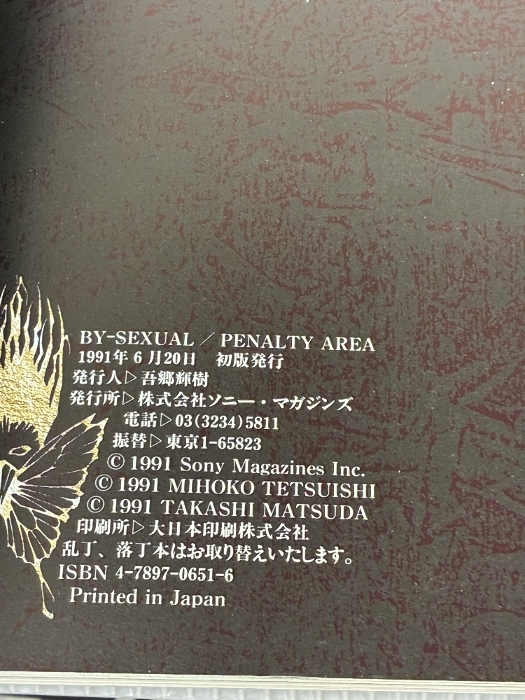 BY-SEXUAL / PENALTY AREA
1991年6月20日 初版発行
発行人▷吾郷輝樹
発行所▷株式会社ソニー・マガジンズ
電話▷03(3234)5811
振替▷東京1-65823
© 1991 Sony Magazines Inc.
© 1991 MIHOKO TETSUISHI
© 1991 TAKASHI MATSUDA
印刷所▷大日本印刷株式会社
乱丁、落丁本はお取り替えいたします。
ISBN 4-7897-0651-6
Printed in Japan